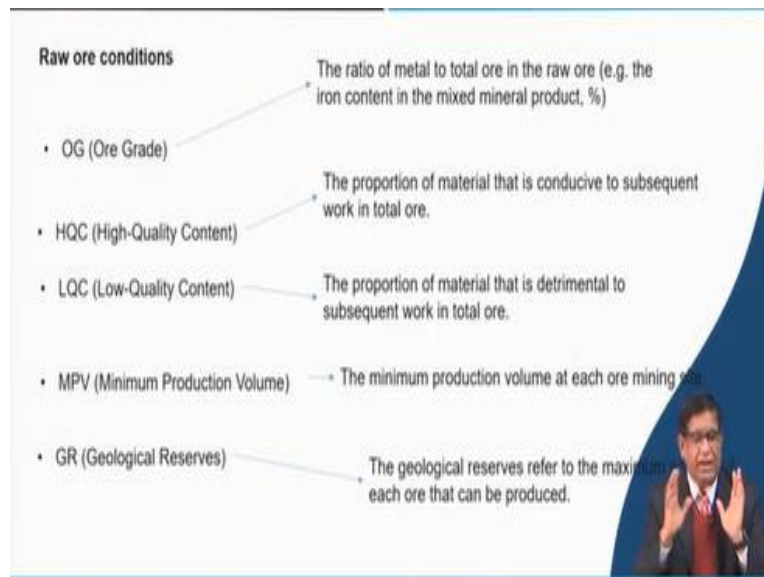 Raw ore conditions
The ratio of metal to total ore in the raw ore (e.g. the
iron content in the mixed mineral product, %)
• OG (Ore Grade)
The proportion of material that is conducive to subsequent
work in total ore.
• HQC (High-Quality Content)
• LQC (Low-Quality Content)
The proportion of material that is detrimental to
subsequent work in total ore.
• MPV (Minimum Production Volume)
The minimum production volume at each ore mining
• GR (Geological Reserves)
The geological reserves refer to the maximum
each ore that can be produced.